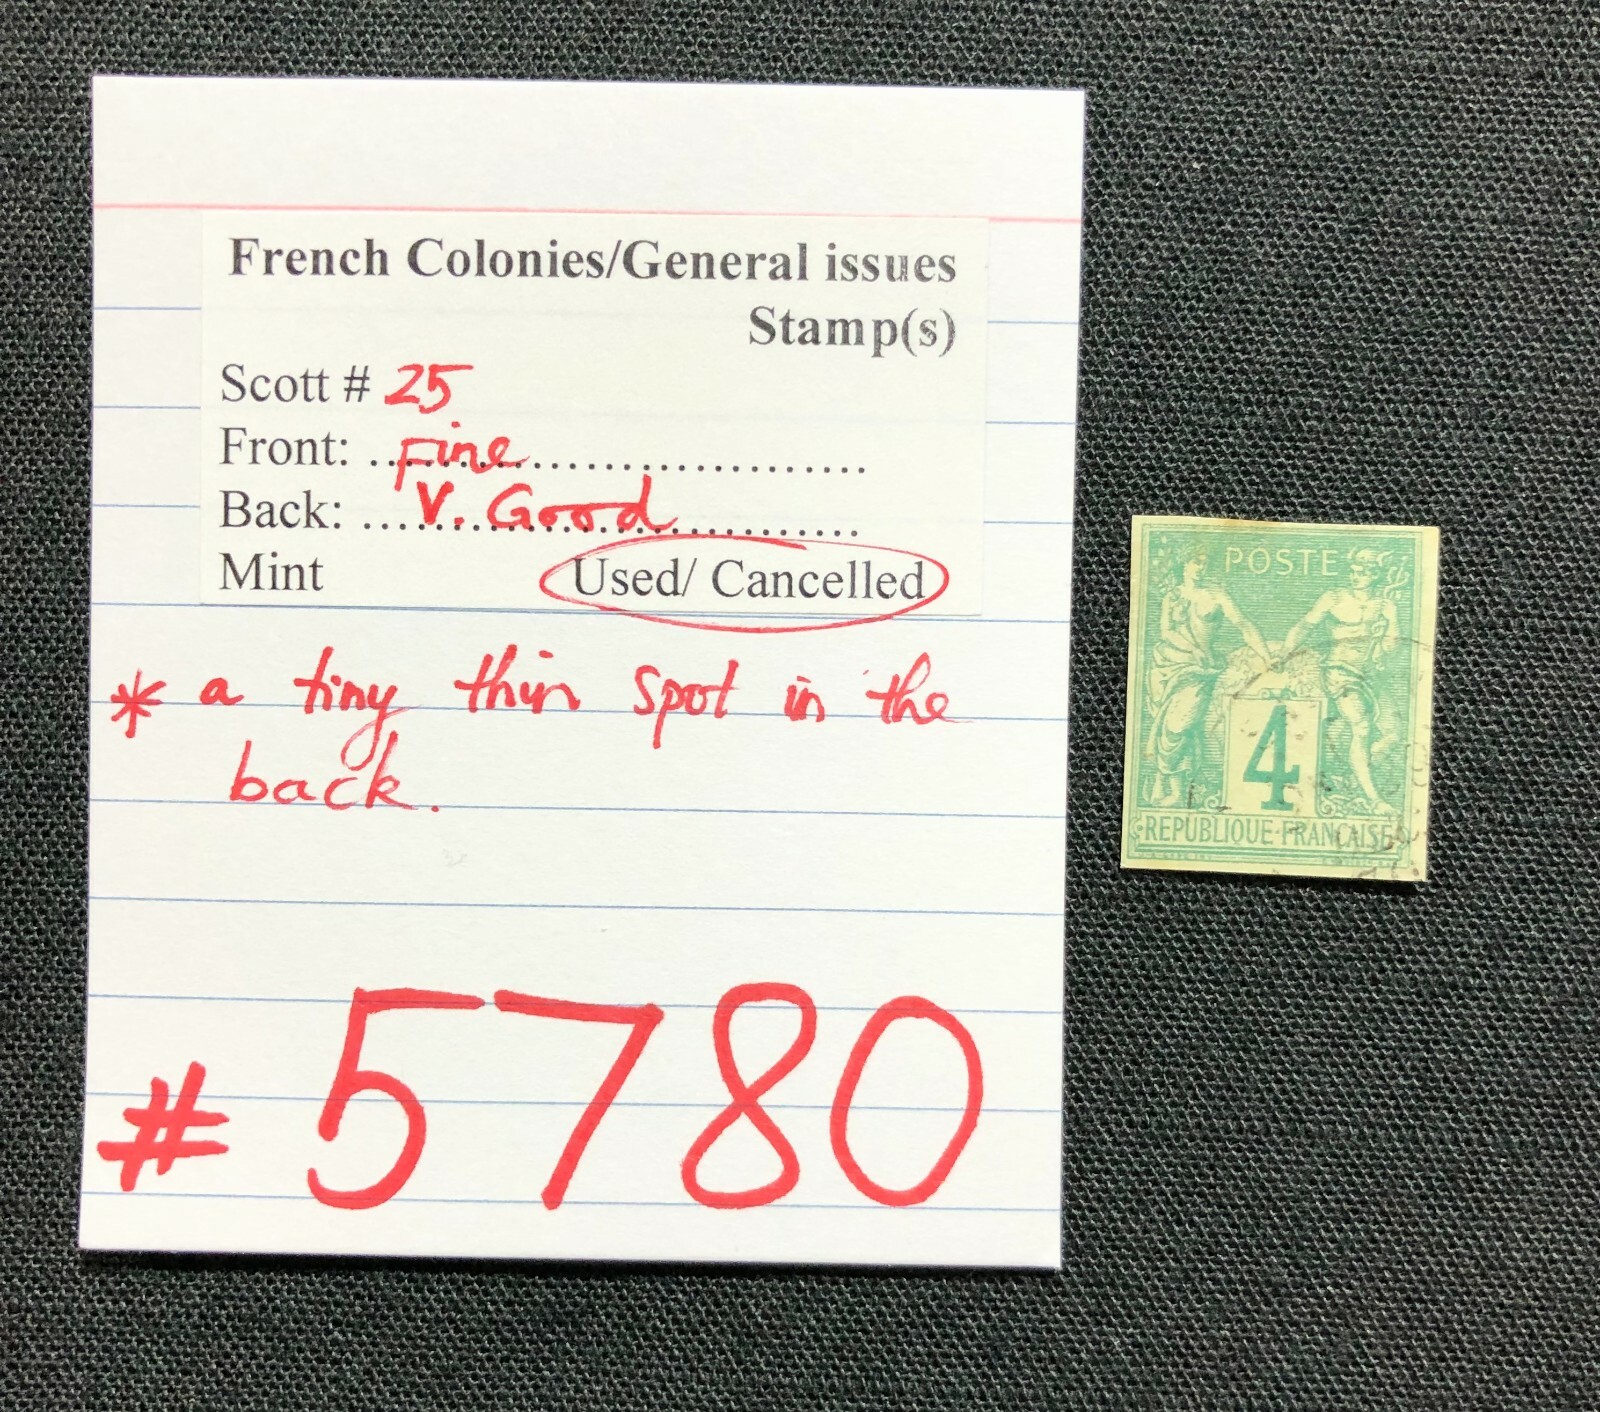 French Colonies/General issues
Stamp(s)
Scott # 25
Front: ..Fine..............................
Back: ....V. Good..........................
Mint Used/ Cancelled
* a tiny thin spot in the
back.
# 5780
POSTE
4
REPUBLIQUE FRANCAISE